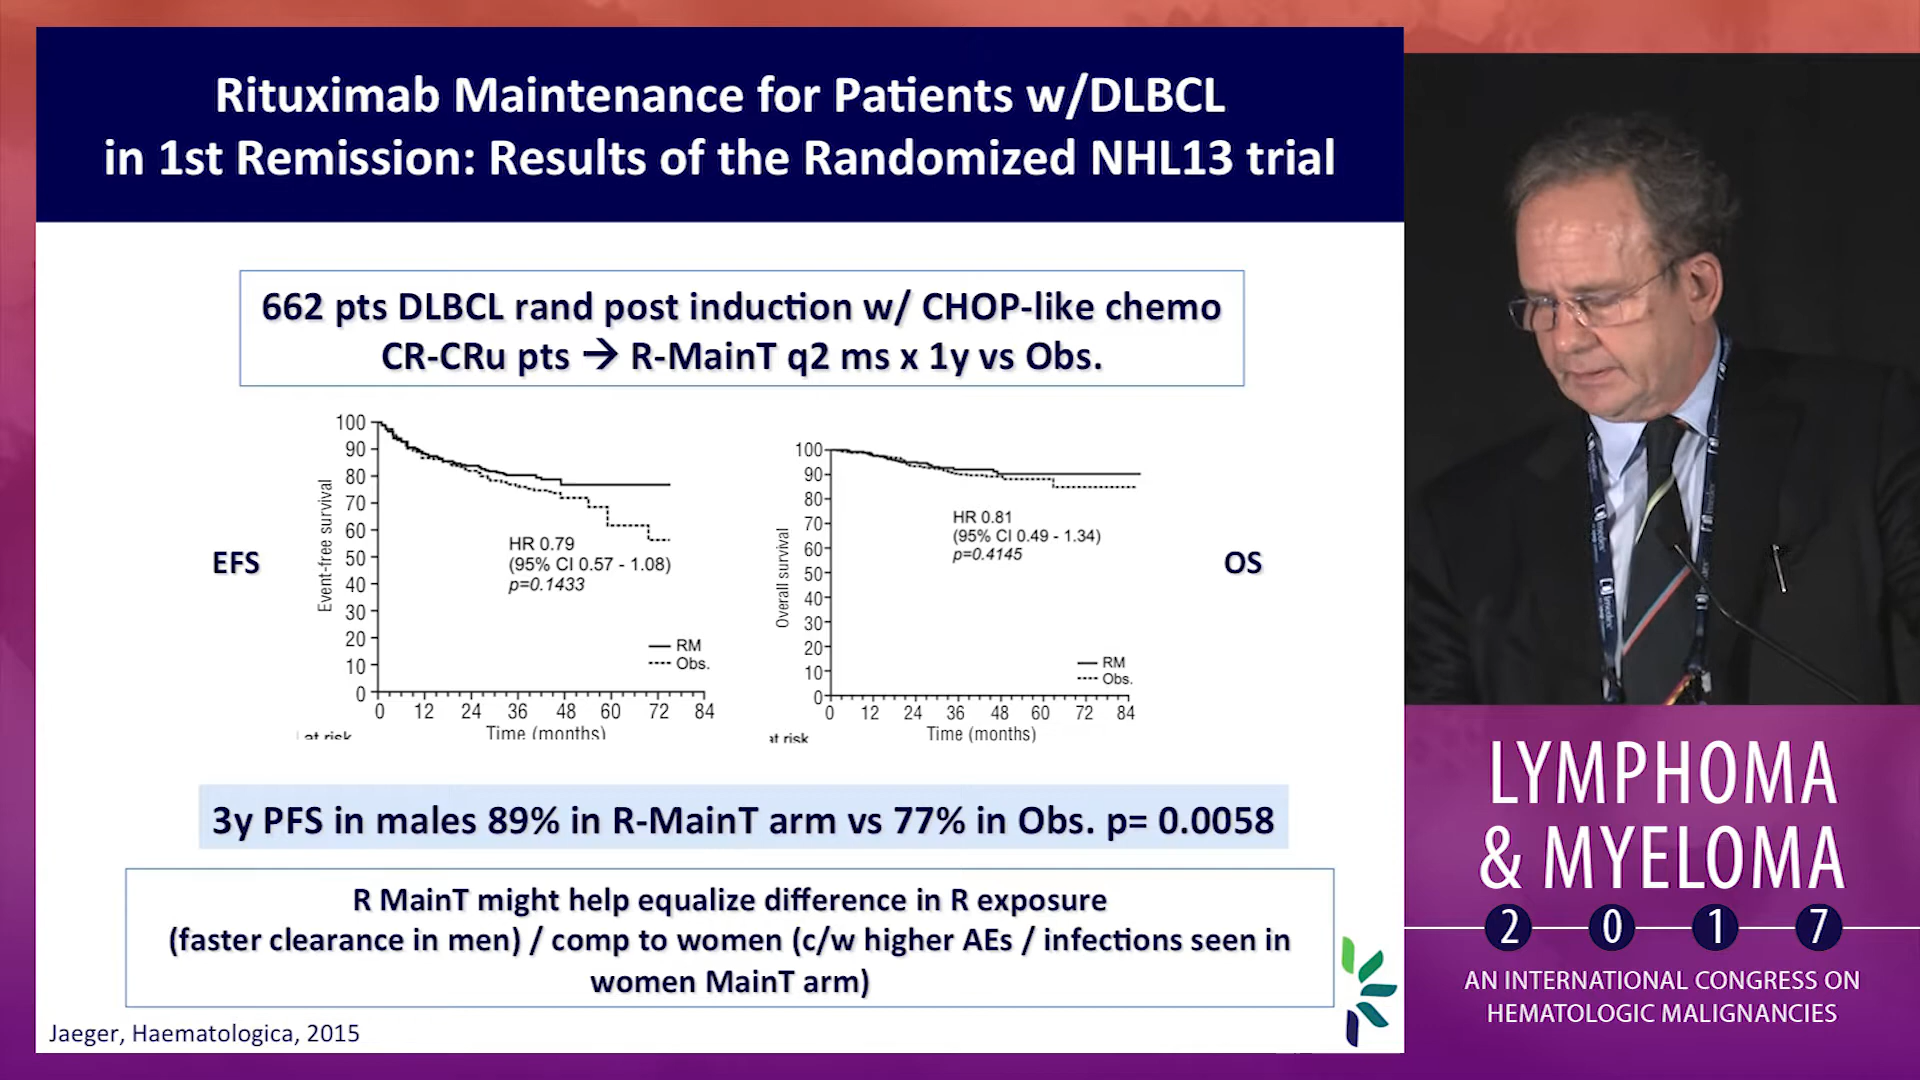 Rituximab Maintenance for Patients w/DLBCL
in 1st Remission: Results of the Randomized NHL13 trial
662 pts DLBCL rand post induction w/ CHOP-like chemo
CR-CRu pts → R-MainT q2 ms x 1y vs Obs.
EFS
Event-free survival
100
90
80
70
60
50
40
30
20
10
0
HR 0.79
(95% CI 0.57 - 1.08)
p=0.1433
RM
Obs.
0 12 24 36 48 60 72 84
Time (months)
at risk
Overall survival
100
90
80
70
60
50
40
30
20
10
0
HR 0.81
(95% CI 0.49 - 1.34)
p=0.4145
RM
Obs.
0 12 24 36 48 60 72 84
Time (months)
at risk
OS
3y PFS in males 89% in R-MainT arm vs 77% in Obs. p= 0.0058
R MainT might help equalize difference in R exposure
(faster clearance in men) / comp to women (c/w higher AEs / infections seen in
women MainT arm)
Jaeger, Haematologica, 2015
LYMPHOMA
& MYELOMA
2 0 1 7
AN INTERNATIONAL CONGRESS ON
HEMATOLOGIC MALIGNANCIES